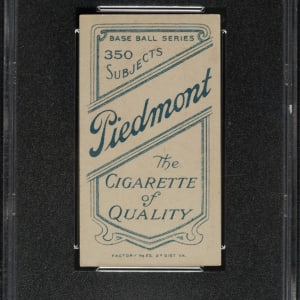 BASE BALL SERIES
350
SUBJECTS
Piedmont
The
CIGARETTE
of
QUALITY
FACTORY No 25, 2ND DIST. VA.